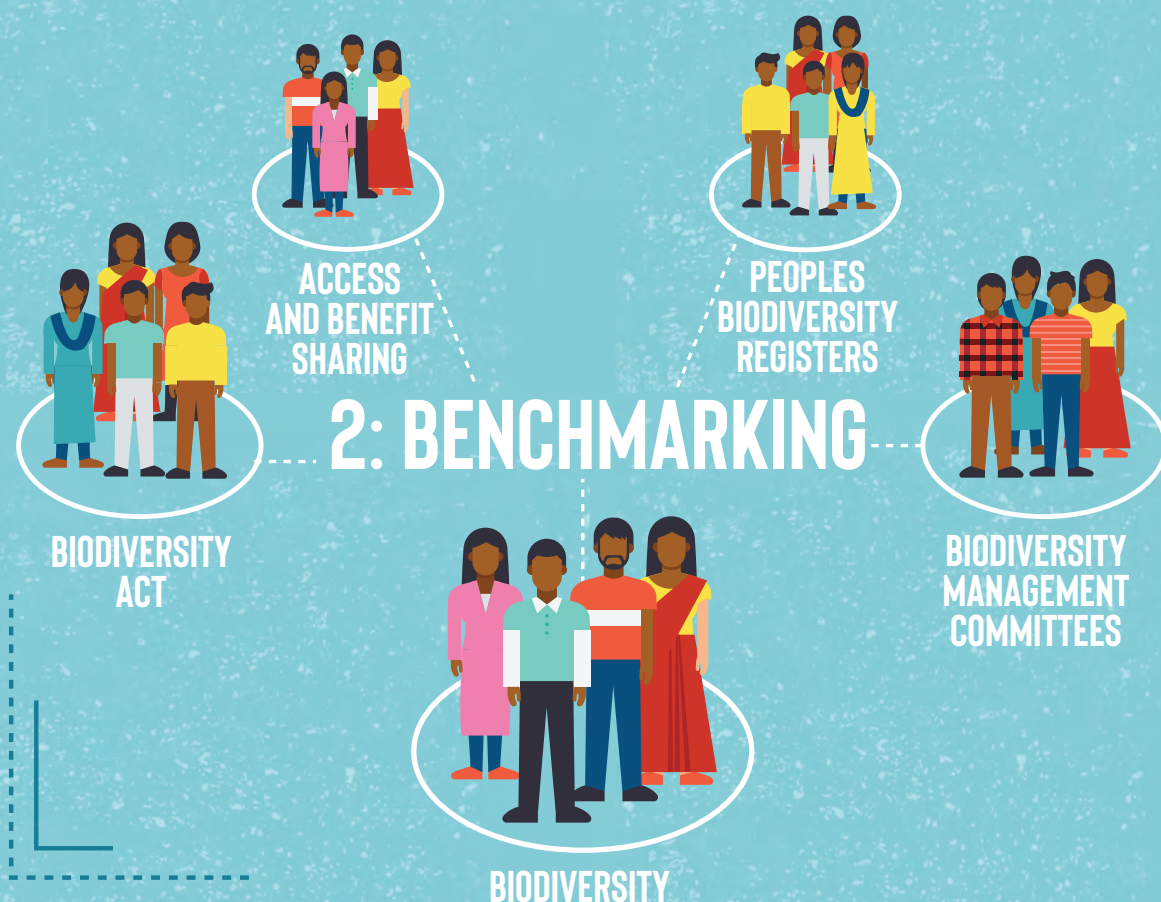 ACCESS
AND BENEFIT
SHARING
PEOPLES
BIODIVERSITY
REGISTERS
2: BENCHMARKING
BIODIVERSITY
ACT
BIODIVERSITY
MANAGEMENT
COMMITTEES
BIODIVERSITY